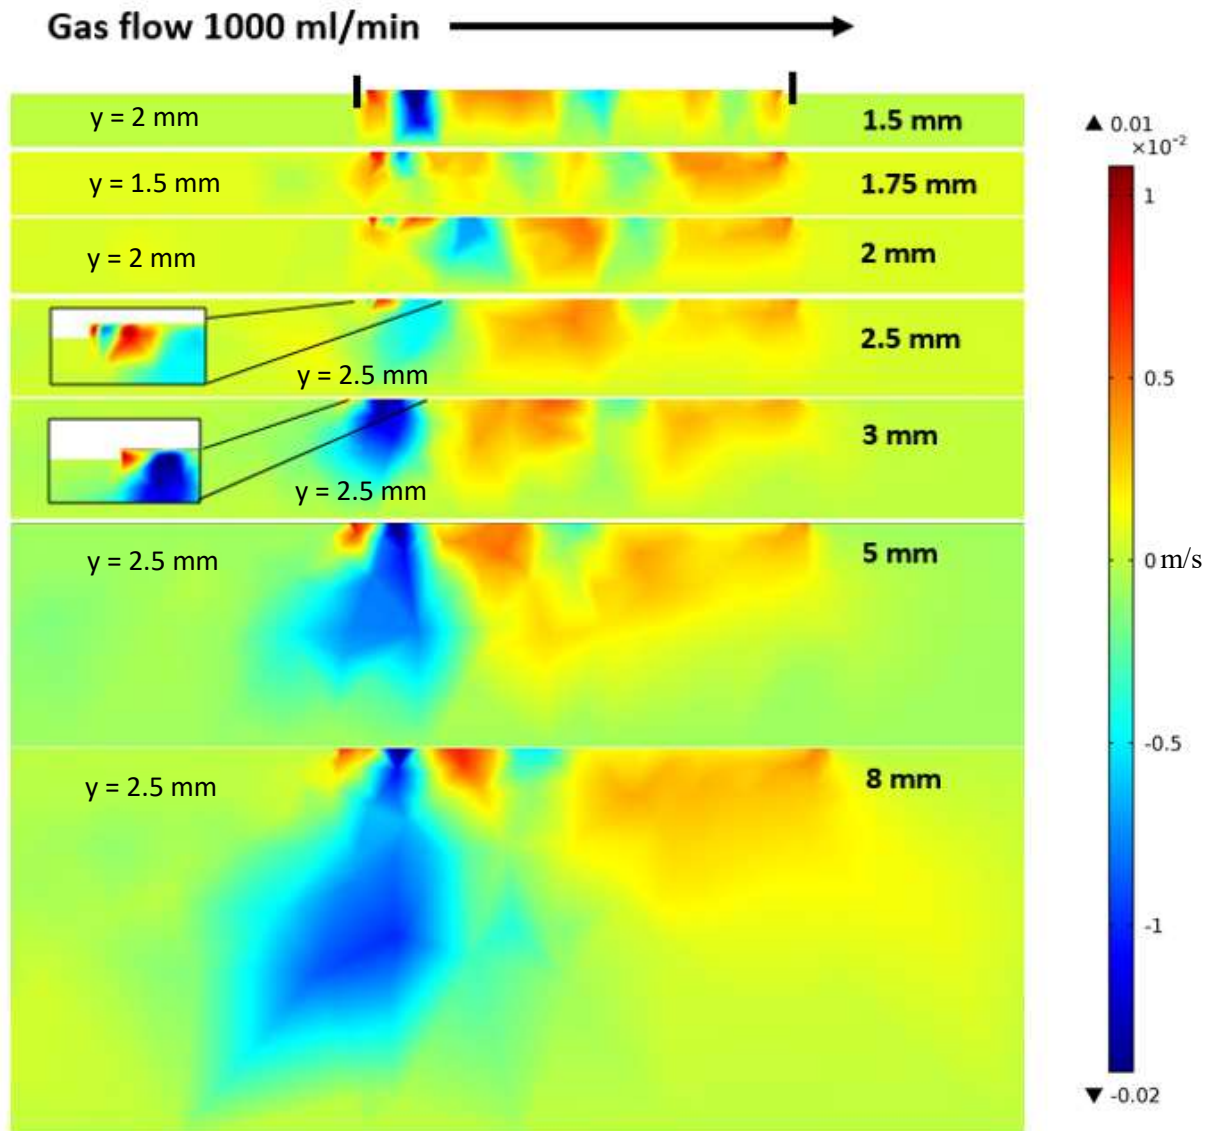 Gas flow 1000 ml/min
y = 2 mm
1.5 mm
y = 1.5 mm
1.75 mm
y = 2 mm
2 mm
y = 2.5 mm
2.5 mm
y = 2.5 mm
3 mm
y = 2.5 mm
5 mm
y = 2.5 mm
8 mm
▲ 0.01
×10⁻²
1
0.5
0 m/s
-0.5
-1
▼ -0.02